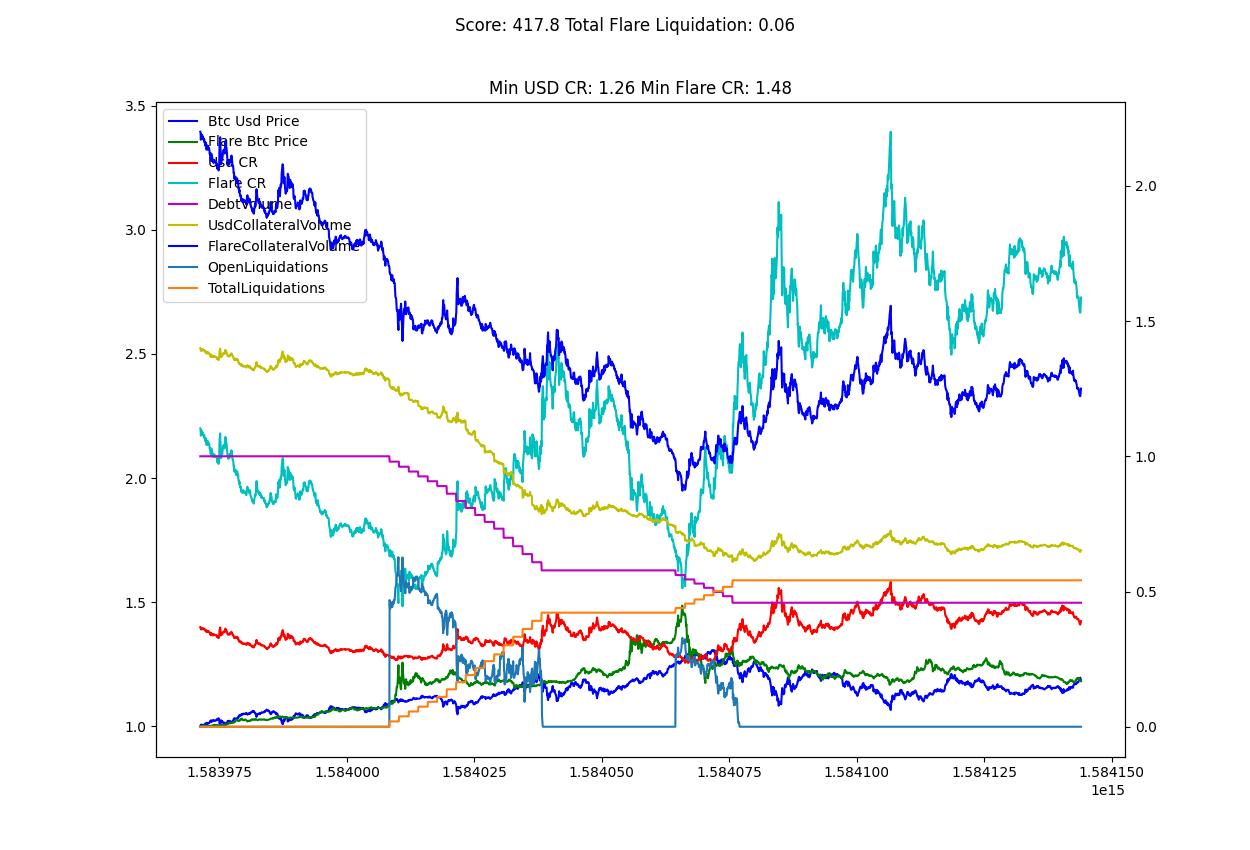 Score: 417.8 Total Flare Liquidation: 0.06
Min USD CR: 1.26 Min Flare CR: 1.48
Btc Usd Price
Flare Btc Price
Usd CR
Flare CR
DebtVolume
UsdCollateralVolume
FlareCollateralVolume
OpenLiquidations
TotalLiquidations
3.5
3.0
2.5
2.0
1.5
1.0
2.0
1.5
1.0
0.5
0.0
1.583975
1.584000
1.584025
1.584050
1.584075
1.584100
1.584125
1.584150
1e15